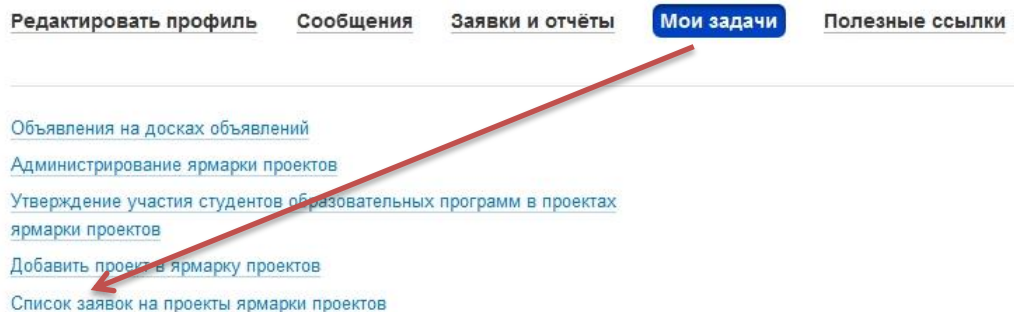 Редактировать профиль Сообщения Заявки и отчёты Мои задачи Полезные ссылки
Объявления на досках объявлений
Администрирование ярмарки проектов
Утверждение участия студентов образовательных программ в проектах
ярмарки проектов
Добавить проект в ярмарку проектов
Список заявок на проекты ярмарки проектов